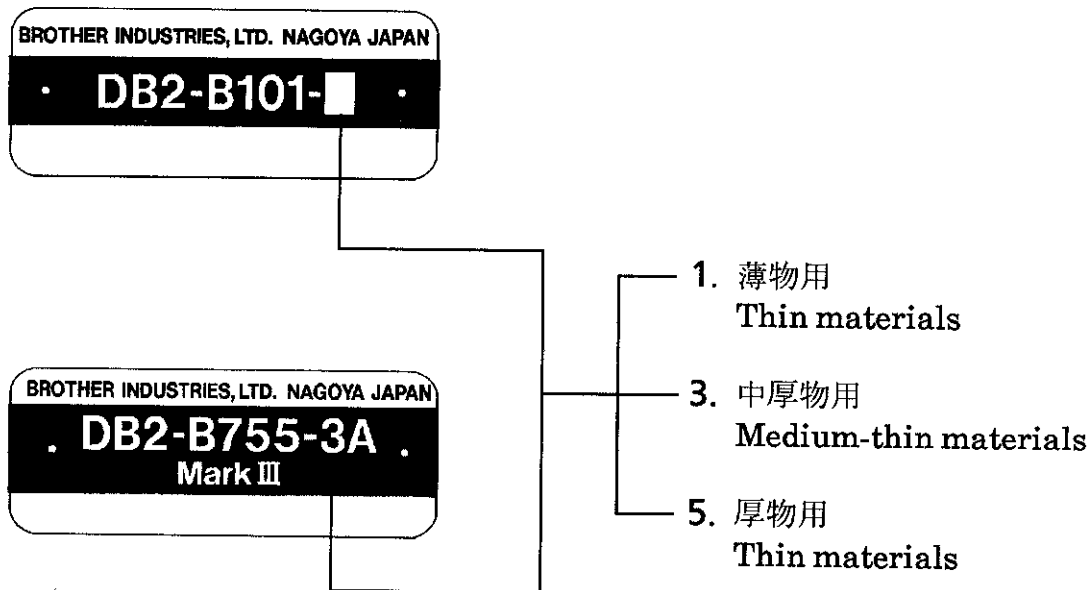 BROTHER INDUSTRIES, LTD. NAGOYA JAPAN
· DB2-B101- ·
1. 薄物用
Thin materials
3. 中厚物用
Medium-thin materials
5. 厚物用
Thin materials
BROTHER INDUSTRIES, LTD. NAGOYA JAPAN
. DB2-B755-3A .
Mark Ⅲ